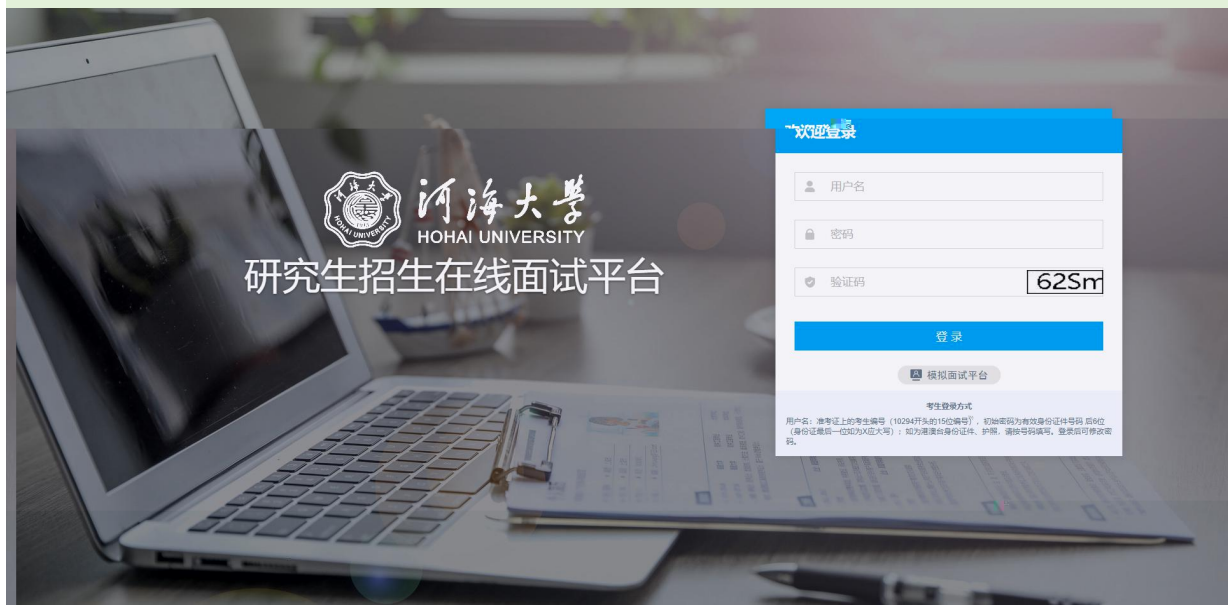 河海大学
HOHAI UNIVERSITY
研究生招生在线面试平台
欢迎登录
用户名
密码
验证码
62Sm
登录
模拟面试平台
考生登录方式
用户名：准考证上的考生编号（10294开头的15位编号），初始密码为有效身份证件号码 后6位
（身份证最后一位如为X应大写）；如为港澳台身份证件、护照，请按号码填写。登录后可修改密
码。